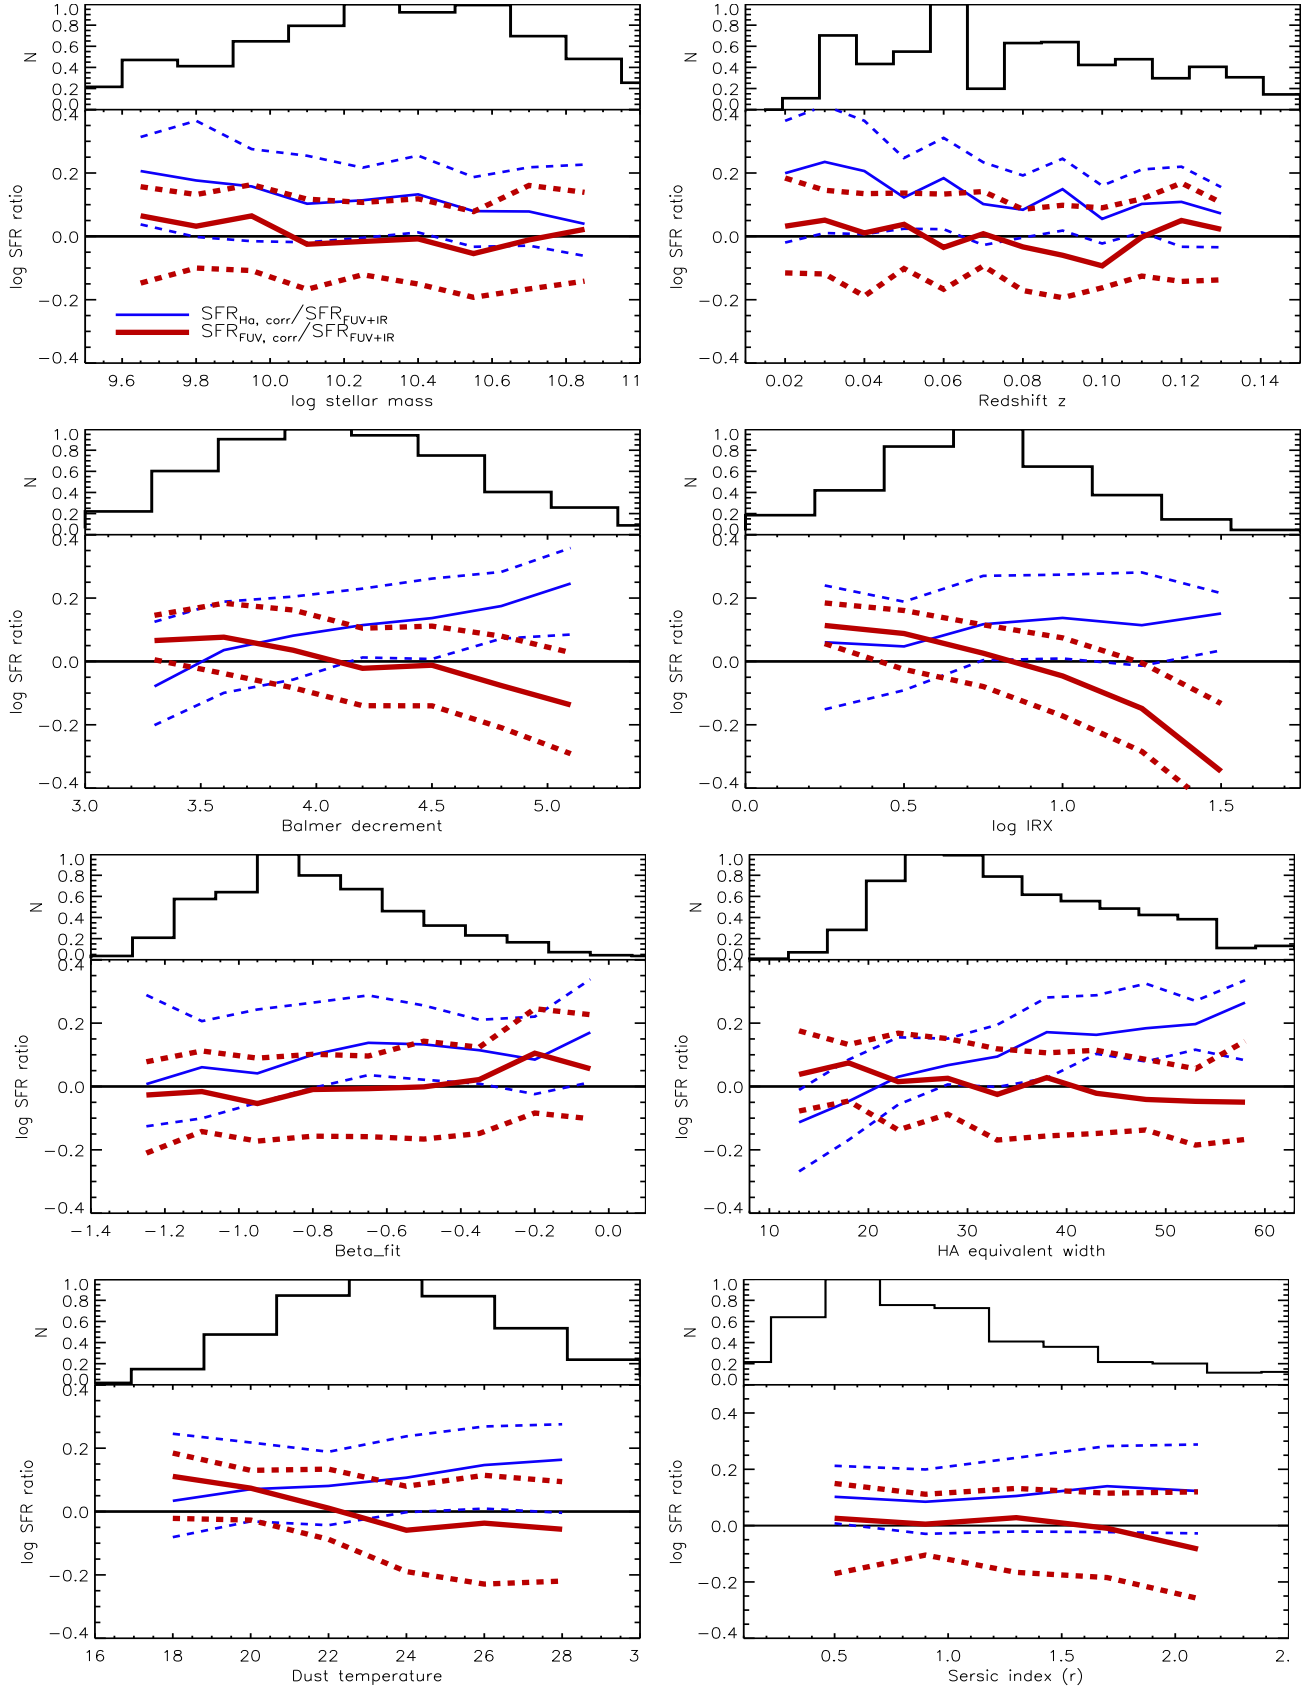 1.0
0.8
0.6
0.4
0.2
0.0
N
0.4
0.2
0.0
−0.2
−0.4
log SFR ratio
SFR_Ha, corr/SFR_FUV+IR
SFR_FUV, corr/SFR_FUV+IR
9.6 9.8 10.0 10.2 10.4 10.6 10.8 11
log stellar mass
1.0
0.8
0.6
0.4
0.2
0.0
N
0.4
0.2
0.0
−0.2
−0.4
log SFR ratio
0.02 0.04 0.06 0.08 0.10 0.12 0.14
Redshift z
1.0
0.8
0.6
0.4
0.2
0.0
N
0.4
0.2
0.0
−0.2
−0.4
log SFR ratio
3.0 3.5 4.0 4.5 5.0
Balmer decrement
1.0
0.8
0.6
0.4
0.2
0.0
N
0.4
0.2
0.0
−0.2
−0.4
log SFR ratio
0.0 0.5 1.0 1.5
log IRX
1.0
0.8
0.6
0.4
0.2
0.0
N
0.4
0.2
0.0
−0.2
−0.4
log SFR ratio
−1.4 −1.2 −1.0 −0.8 −0.6 −0.4 −0.2 0.0
Beta_fit
1.0
0.8
0.6
0.4
0.2
0.0
N
0.4
0.2
0.0
−0.2
−0.4
log SFR ratio
10 20 30 40 50 60
HA equivalent width
1.0
0.8
0.6
0.4
0.2
0.0
N
0.4
0.2
0.0
−0.2
−0.4
log SFR ratio
16 18 20 22 24 26 28 3
Dust temperature
1.0
0.8
0.6
0.4
0.2
0.0
N
0.4
0.2
0.0
−0.2
−0.4
log SFR ratio
0.5 1.0 1.5 2.0 2.
Sersic index (r)